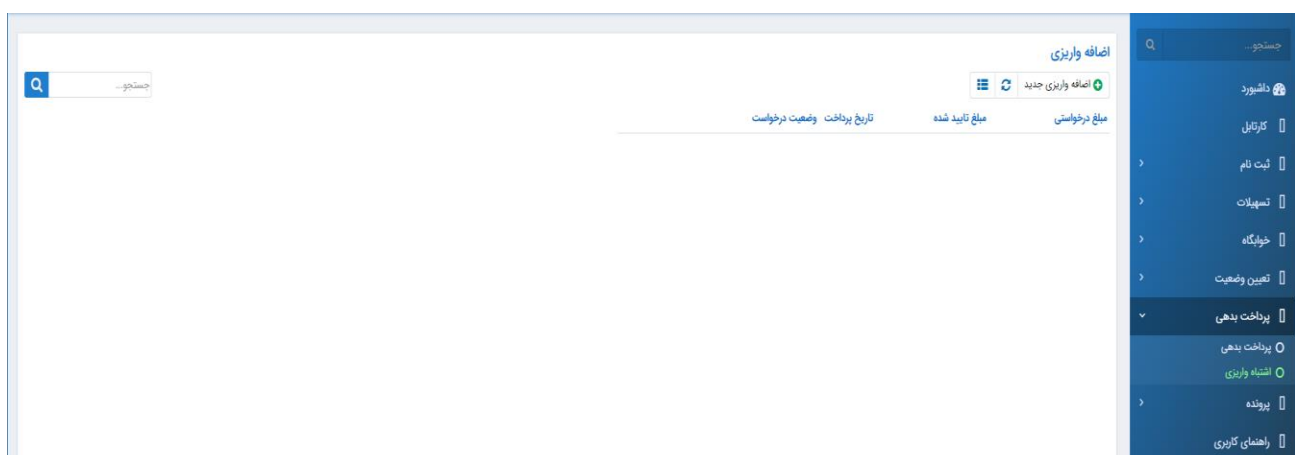 جستجو...
داشبورد
کارتابل
ثبت نام
تسهیلات
خوابگاه
تعیین وضعیت
پرداخت بدهی
پرداخت بدهی
اشتباه واریزی
پرونده
راهنمای کاربری
اضافه واریزی
اضافه واریزی جدید
جستجو...
مبلغ درخواستی مبلغ تایید شده تاریخ پرداخت وضعیت درخواست